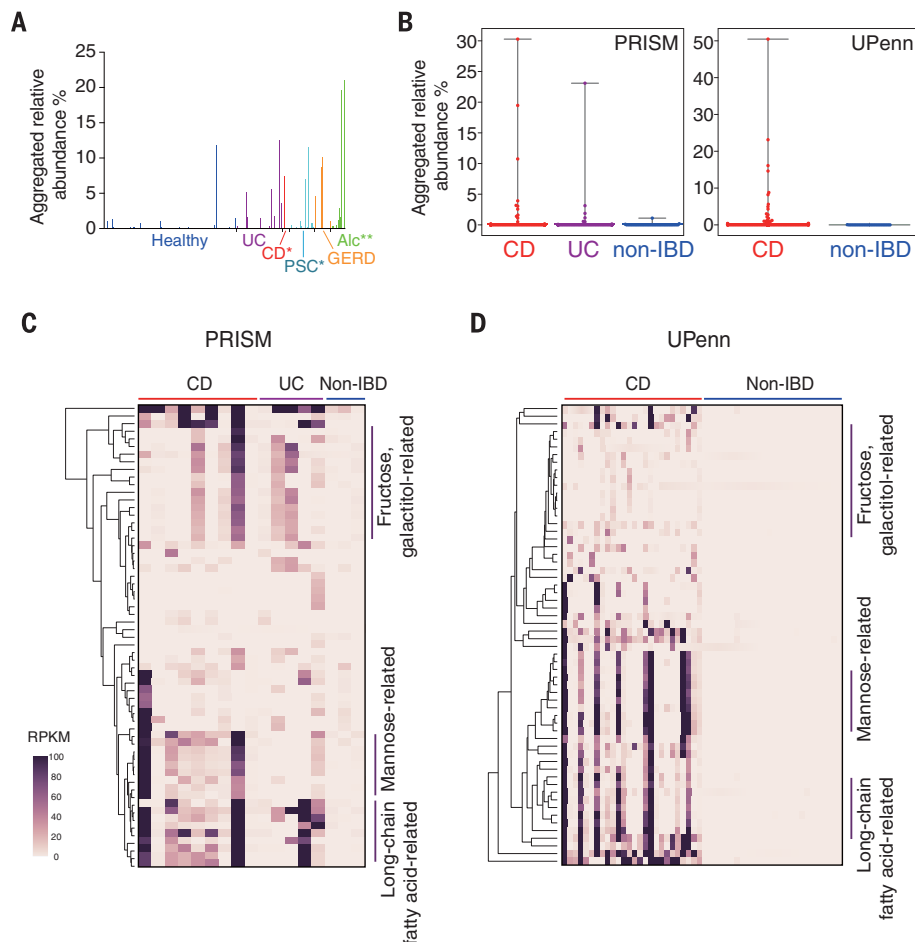 A
Aggregated relative
abundance %
25
20
15
10
5
0
Healthy
UC
CD*
PSC*
GERD
Alc**
B
Aggregated relative
abundance %
30
25
20
15
10
5
0
PRISM
CD
UC
non-IBD
50
40
30
20
10
0
UPenn
CD
non-IBD
C
PRISM
CD
UC
Non-IBD
Fructose,
galactitol-related
Mannose-related
Long-chain
fatty acid-related
RPKM
100
80
60
40
20
0
D
UPenn
CD
Non-IBD
Fructose,
galactitol-related
Mannose-related
Long-chain
fatty acid-related